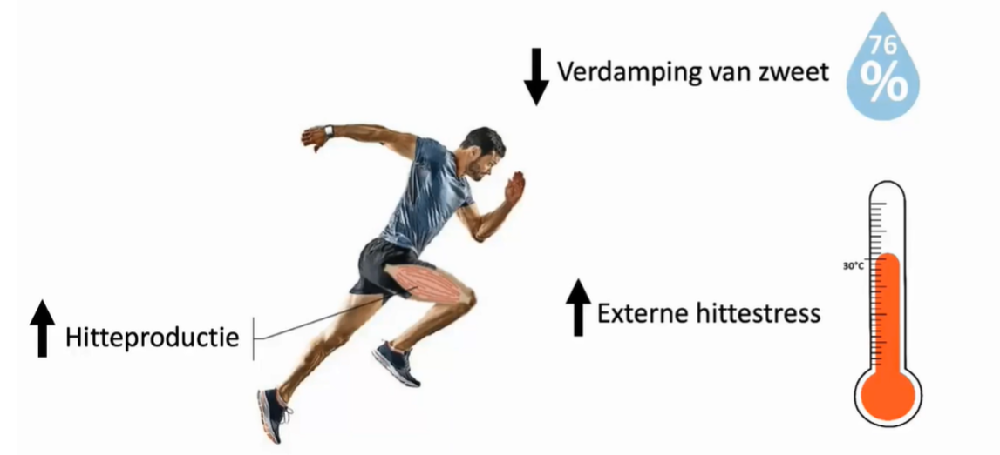 Verdamping van zweet
76
%
30°C
Externe hittestress
Hitteproductie